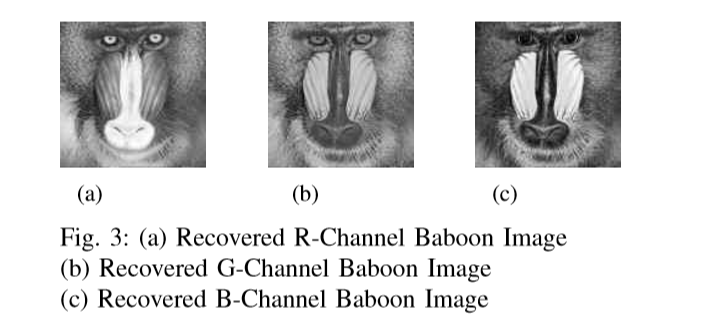 (a) (b) (c)
Fig. 3: (a) Recovered R-Channel Baboon Image
(b) Recovered G-Channel Baboon Image
(c) Recovered B-Channel Baboon Image